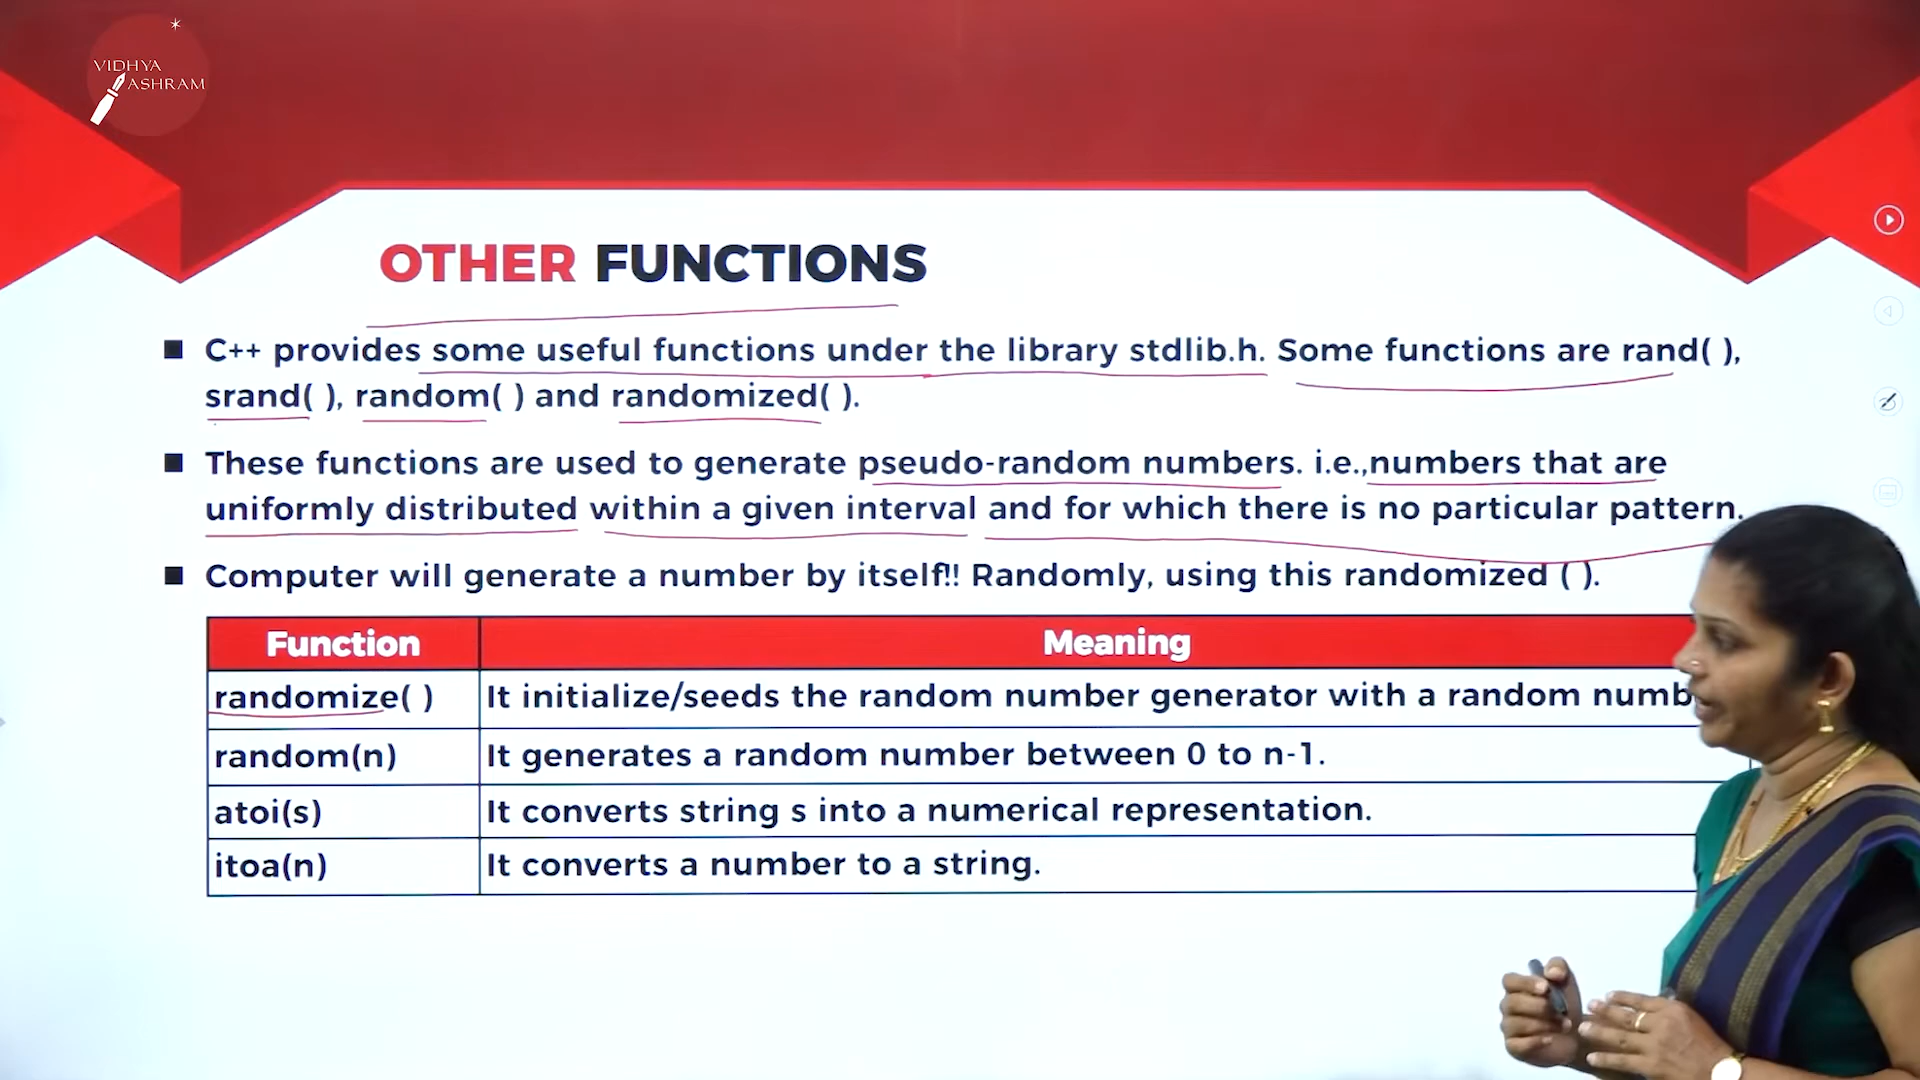 VIDHYA
ASHRAM
OTHER FUNCTIONS
C++ provides some useful functions under the library stdlib.h. Some functions are rand( ),
srand( ), random( ) and randomized( ).
These functions are used to generate pseudo-random numbers. i.e.,numbers that are
uniformly distributed within a given interval and for which there is no particular pattern.
Computer will generate a number by itself!! Randomly, using this randomized ( ).
Function Meaning
randomize( ) It initialize/seeds the random number generator with a random numb
random(n) It generates a random number between 0 to n-1.
atoi(s) It converts string s into a numerical representation.
itoa(n) It converts a number to a string.